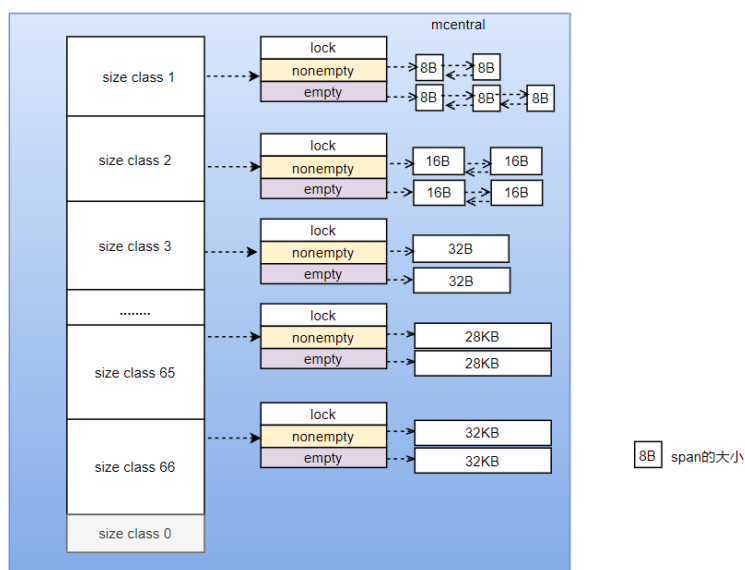 mcentral
size class 1
lock
nonempty
empty
8B
8B
8B
8B
8B
size class 2
lock
nonempty
empty
16B
16B
16B
16B
size class 3
lock
nonempty
empty
32B
32B
........
size class 65
lock
nonempty
empty
28KB
28KB
size class 66
lock
nonempty
empty
32KB
32KB
size class 0
8B span的大小